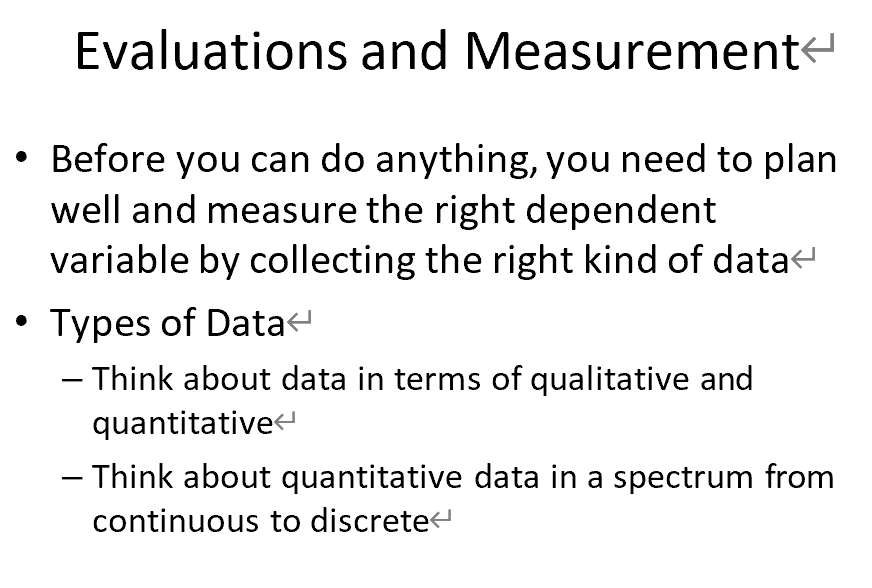 Evaluations and Measurement↵
• Before you can do anything, you need to plan
well and measure the right dependent
variable by collecting the right kind of data↵
• Types of Data↵
– Think about data in terms of qualitative and
quantitative↵
– Think about quantitative data in a spectrum from
continuous to discrete↵